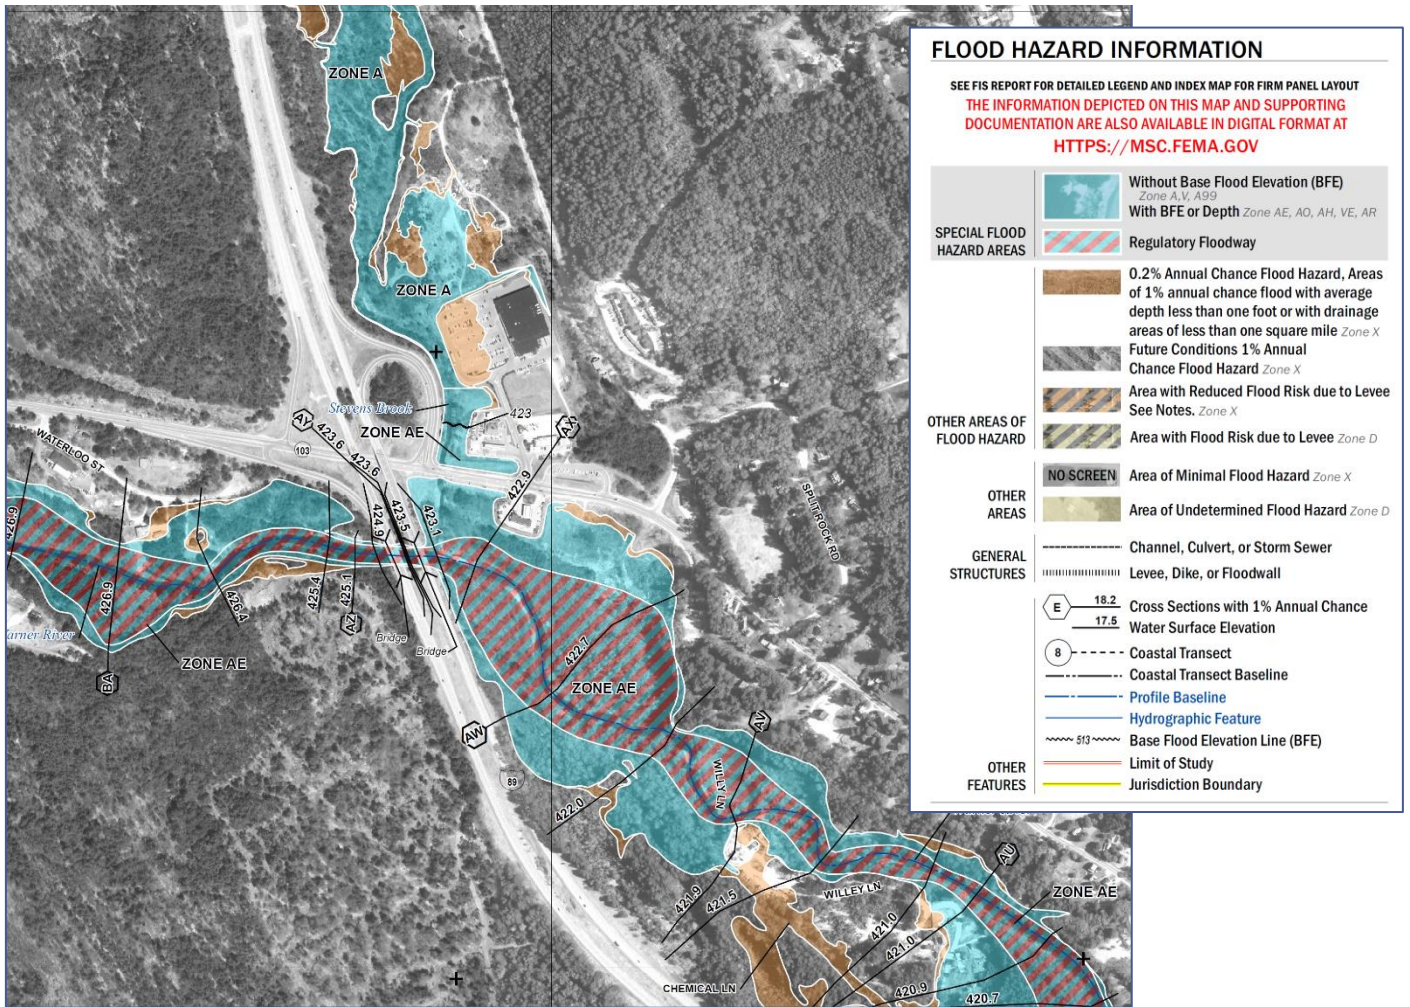 FLOOD HAZARD INFORMATION
SEE FIS REPORT FOR DETAILED LEGEND AND INDEX MAP FOR FIRM PANEL LAYOUT
THE INFORMATION DEPICTED ON THIS MAP AND SUPPORTING
DOCUMENTATION ARE ALSO AVAILABLE IN DIGITAL FORMAT AT
HTTPS://MSC.FEMA.GOV
SPECIAL FLOOD
HAZARD AREAS
Without Base Flood Elevation (BFE)
Zone A,V, A99
With BFE or Depth Zone AE, AO, AH, VE, AR
Regulatory Floodway
OTHER AREAS OF
FLOOD HAZARD
0.2% Annual Chance Flood Hazard, Areas
of 1% annual chance flood with average
depth less than one foot or with drainage
areas of less than one square mile Zone X
Future Conditions 1% Annual
Chance Flood Hazard Zone X
Area with Reduced Flood Risk due to Levee
See Notes. Zone X
Area with Flood Risk due to Levee Zone D
OTHER
AREAS
NO SCREEN Area of Minimal Flood Hazard Zone X
Area of Undetermined Flood Hazard Zone D
GENERAL
STRUCTURES
Channel, Culvert, or Storm Sewer
Levee, Dike, or Floodwall
E 18.2 Cross Sections with 1% Annual Chance
17.5 Water Surface Elevation
8 Coastal Transect
Coastal Transect Baseline
Profile Baseline
Hydrographic Feature
513 Base Flood Elevation Line (BFE)
OTHER
FEATURES
Limit of Study
Jurisdiction Boundary
ZONE A
ZONE A
Stevens Brook
423
ZONE AE
AX
AY
423.6
423.6
103
WATERLOO ST
422.9
426.9
424.9
423.5
423.1
SPLIT ROCK RD
426.9
426.4
425.4
425.1
AZ
Bridge
Bridge
arner River
ZONE AE
BA
422.7
ZONE AE
AW
AV
WILLY LN
89
422.0
421.9
421.5
WILLEY LN
AU
ZONE AE
421.0
421.0
CHEMICAL LN
420.9
420.7